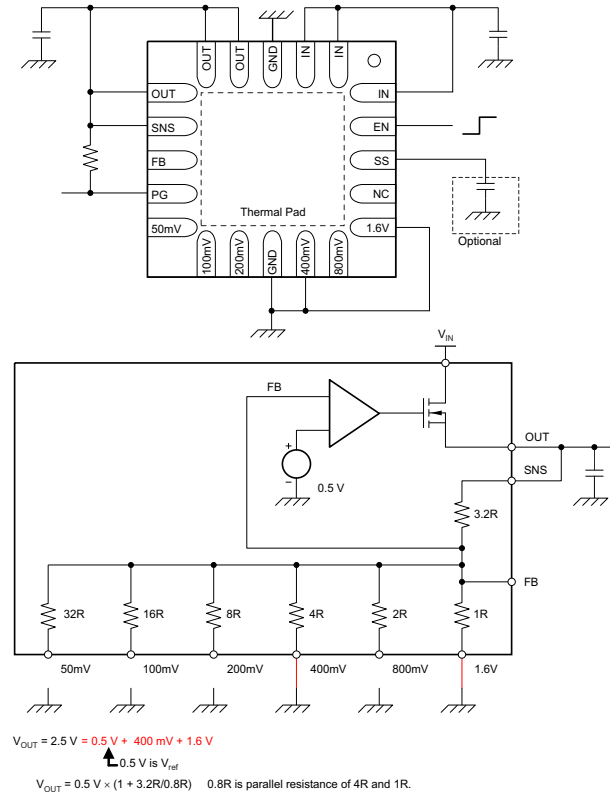 OUT
OUT
GND
IN
IN
OUT
IN
SNS
EN
FB
SS
PG
NC
50mV
1.6V
Thermal Pad
100mV
200mV
GND
400mV
800mV
Optional
VIN
FB
OUT
+
−
0.5 V
SNS
3.2R
FB
32R
16R
8R
4R
2R
1R
50mV
100mV
200mV
400mV
800mV
1.6V
VOUT = 2.5 V = 0.5 V + 400 mV + 1.6 V
0.5 V is Vref
VOUT = 0.5 V × (1 + 3.2R/0.8R) 0.8R is parallel resistance of 4R and 1R.